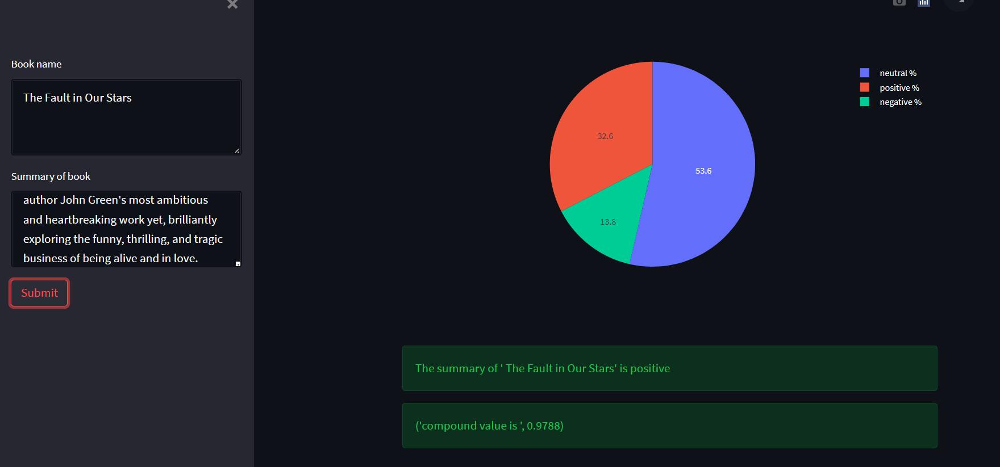 Book name
The Fault in Our Stars
Summary of book
author John Green's most ambitious
and heartbreaking work yet, brilliantly
exploring the funny, thrilling, and tragic
business of being alive and in love.
Submit
neutral %
positive %
negative %
32.6
53.6
13.8
The summary of ' The Fault in Our Stars' is positive
('compound value is ', 0.9788)